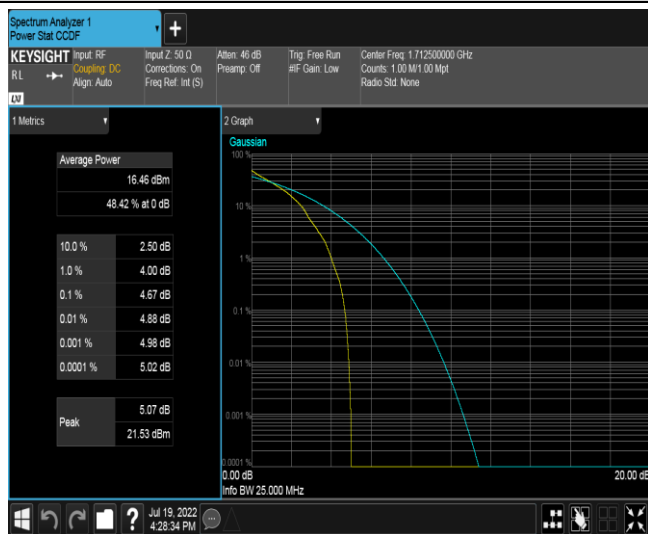 Spectrum Analyzer 1
Power Stat CCDF
+
KEYSIGHT
RL
LXI
Input: RF
Coupling: DC
Align: Auto
Input Z: 50 Ω
Corrections: On
Freq Ref: Int (S)
Atten: 46 dB
Preamp: Off
Trig: Free Run
#IF Gain: Low
Center Freq: 1.712500000 GHz
Counts: 1.00 M/1.00 Mpt
Radio Std: None
1 Metrics
Average Power
16.46 dBm
48.42 % at 0 dB
10.0 % 2.50 dB
1.0 % 4.00 dB
0.1 % 4.67 dB
0.01 % 4.88 dB
0.001 % 4.98 dB
0.0001 % 5.02 dB
Peak
5.07 dB
21.53 dBm
2 Graph
Gaussian
100 %
10 %
1 %
0.1 %
0.01 %
0.001 %
0.0001 %
0.00 dB 20.00 dB
Info BW 25.000 MHz
?
Jul 19, 2022
4:28:34 PM